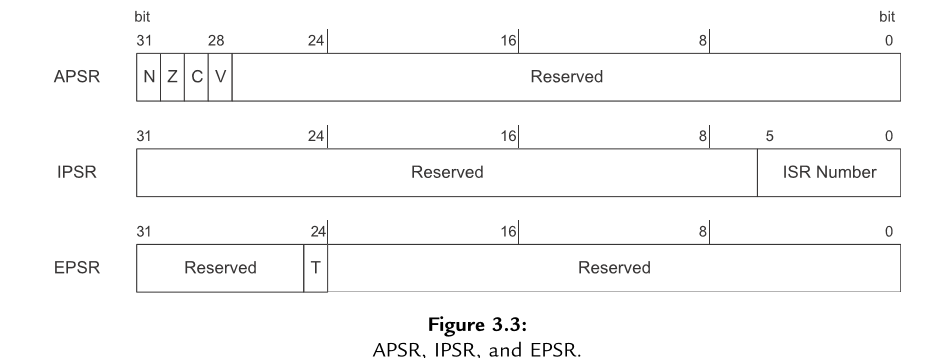 bit bit
31 28 24 16 8 0
APSR N Z C V Reserved
31 24 16 8 5 0
IPSR Reserved ISR Number
31 24 16 8 0
EPSR Reserved T Reserved
Figure 3.3:
APSR, IPSR, and EPSR.